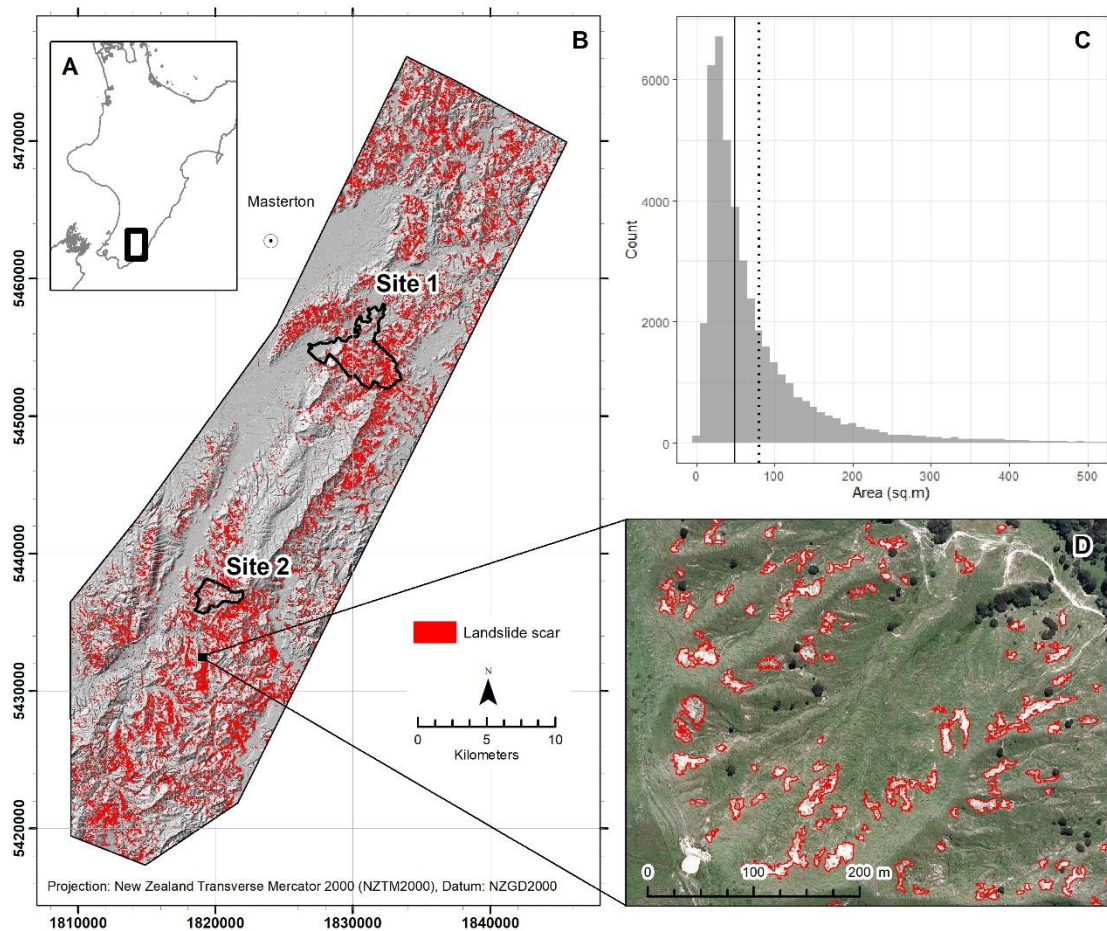 A
B
Masterton
Site 1
Site 2
Landslide scar
N
0 5 10
Kilometers
Projection: New Zealand Transverse Mercator 2000 (NZTM2000), Datum: NZGD2000
5470000
5460000
5450000
5440000
5430000
5420000
1810000 1820000 1830000 1840000
C
Count
6000
4000
2000
0
0 100 200 300 400 500
Area (sq.m)
D
0 100 200 m